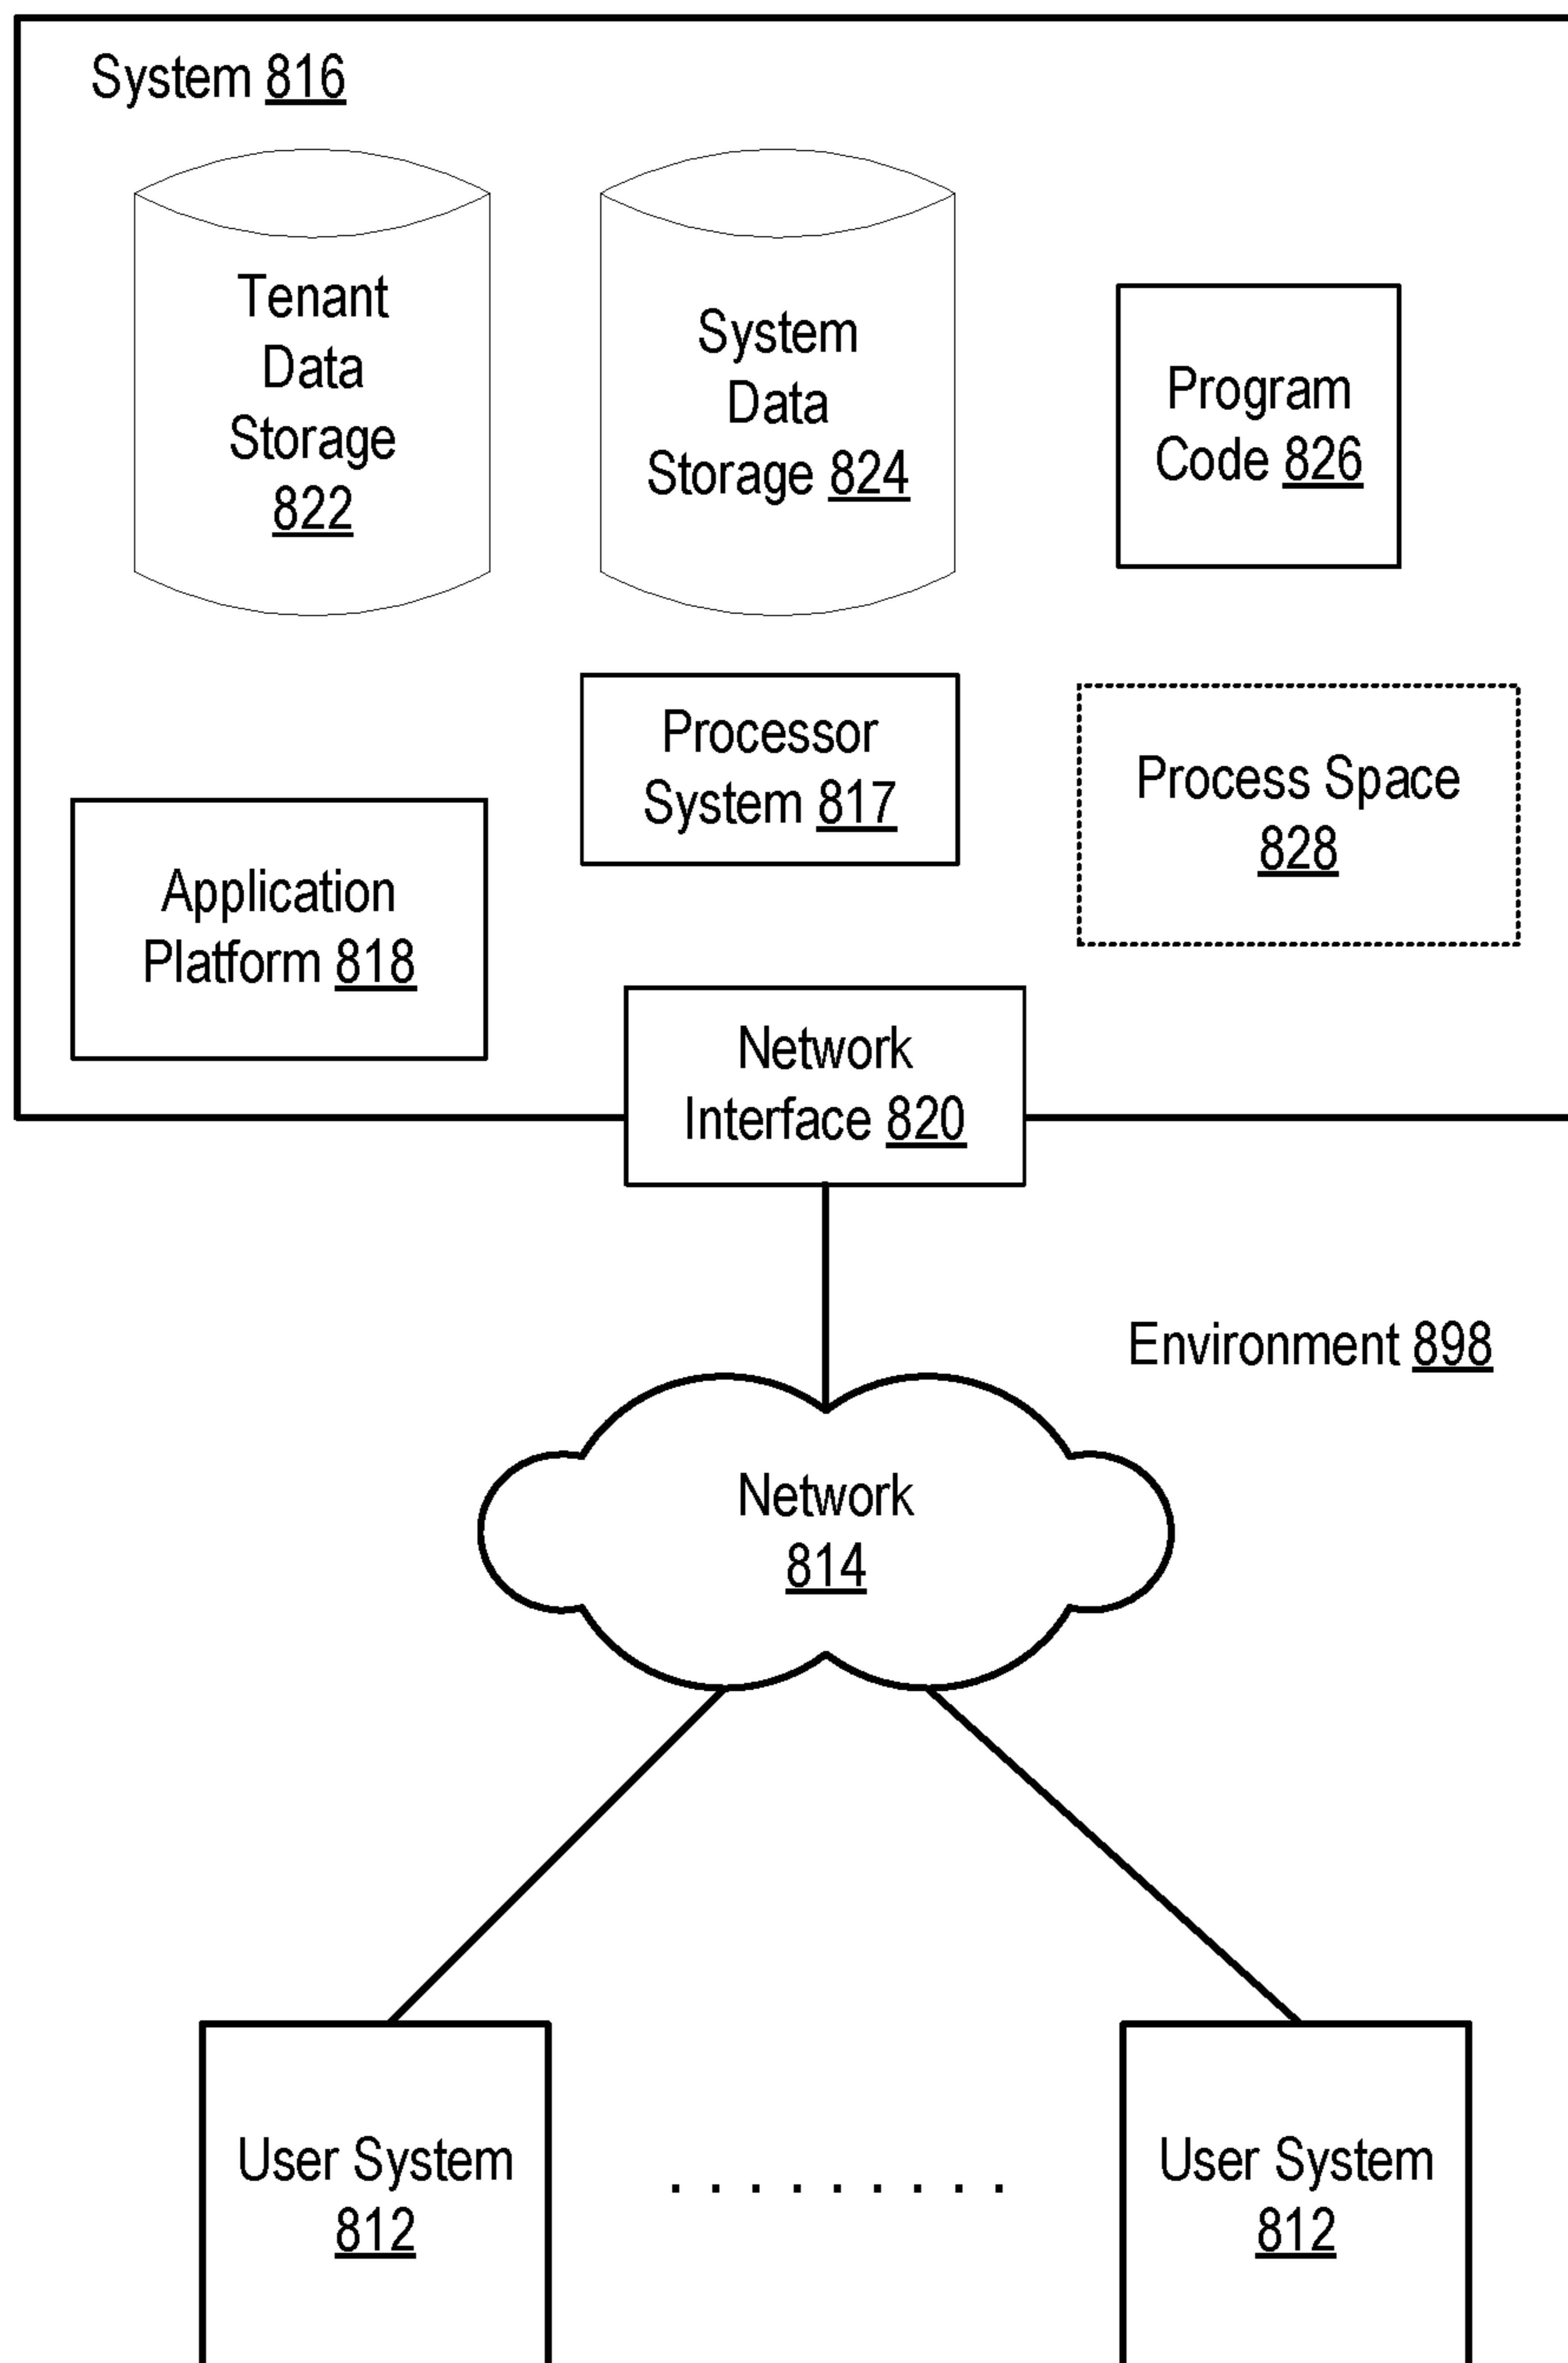 System 816
Tenant
Data
Storage
822
System
Data
Storage 824
Program
Code 826
Processor
System 817
Process Space
828
Application
Platform 818
Network
Interface 820
Environment 898
Network
814
User System
812
. . . . . . . . .
User System
812